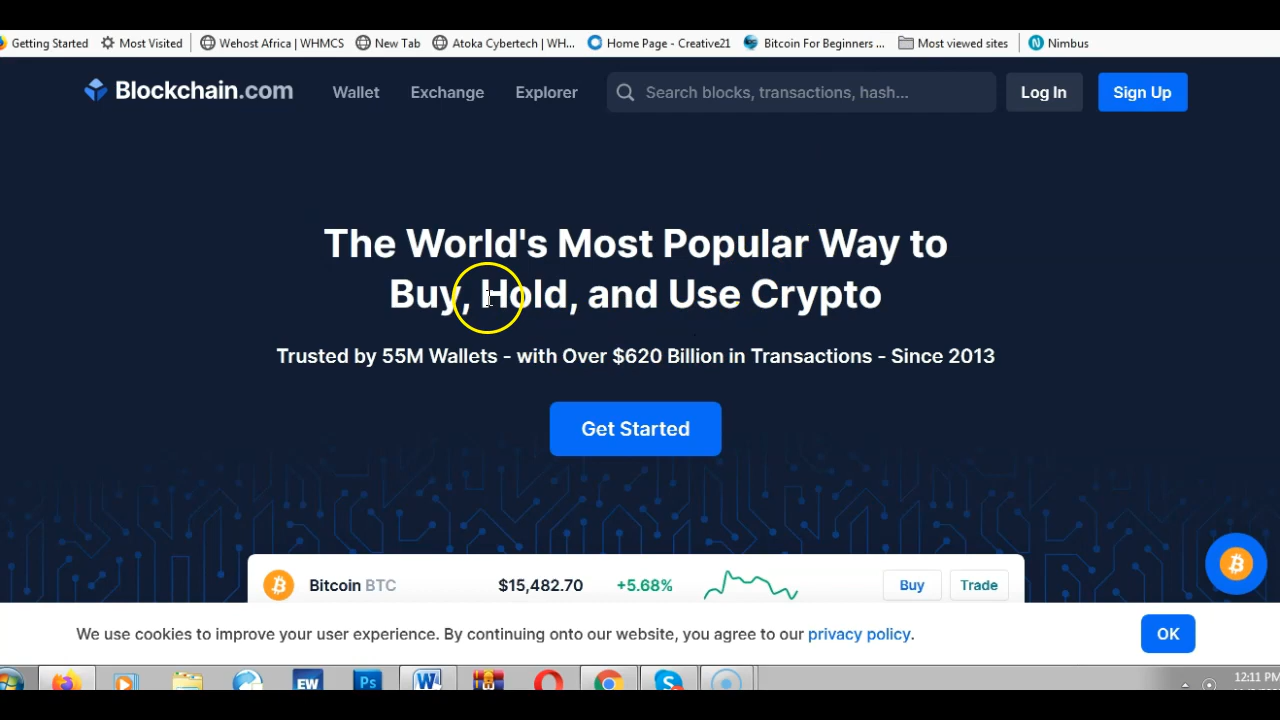 Getting Started Most Visited Wehost Africa | WHMCS New Tab Atoka Cybertech | WH... Home Page - Creative21 Bitcoin For Beginners ... Most viewed sites Nimbus
Blockchain.com Wallet Exchange Explorer Search blocks, transactions, hash... Log In Sign Up
The World's Most Popular Way to
Buy, Hold, and Use Crypto
Trusted by 55M Wallets - with Over $620 Billion in Transactions - Since 2013
Get Started
Bitcoin BTC $15,482.70 +5.68% Buy Trade
We use cookies to improve your user experience. By continuing onto our website, you agree to our privacy policy. OK
EW Ps W 12:11 PM